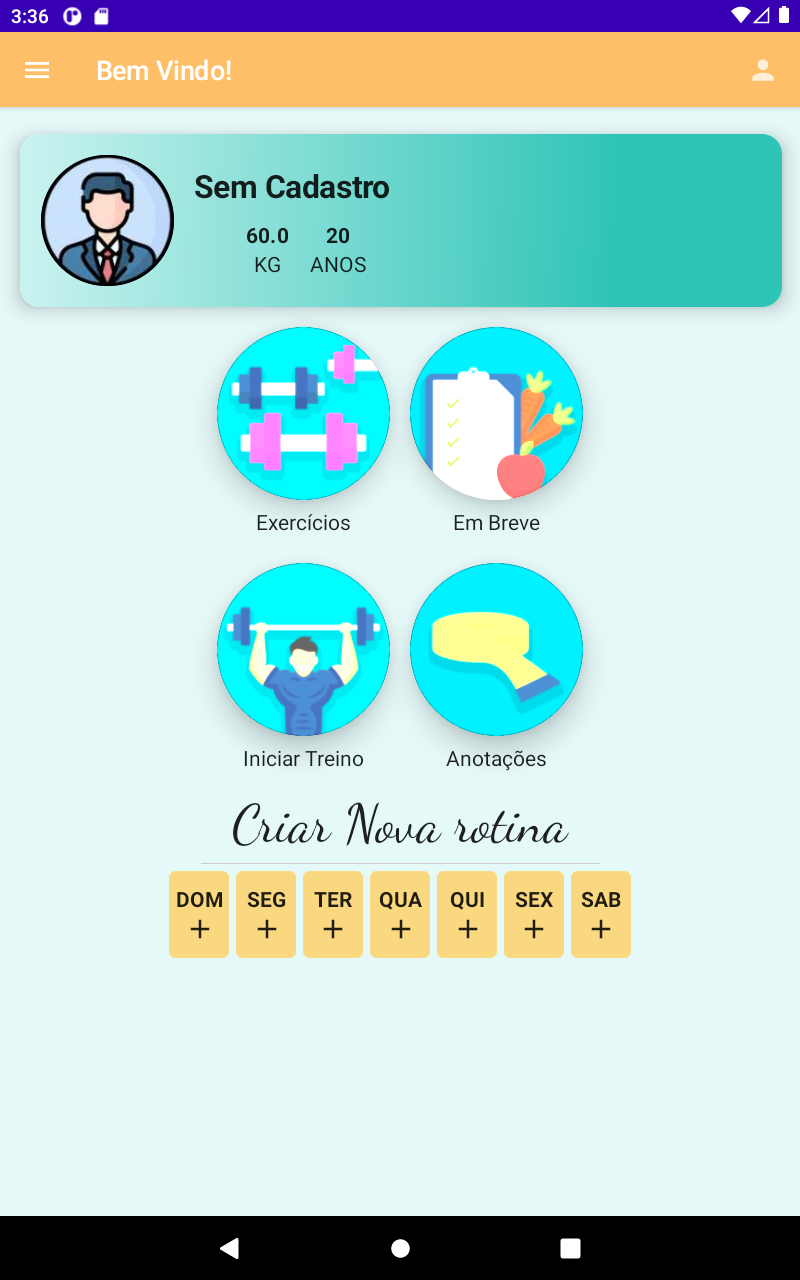 3:36
Bem Vindo!
Sem Cadastro
60.0 20
KG ANOS
Exercícios Em Breve
Iniciar Treino Anotações
Criar Nova rotina
DOM SEG TER QUA QUI SEX SAB
+ + + + + + +